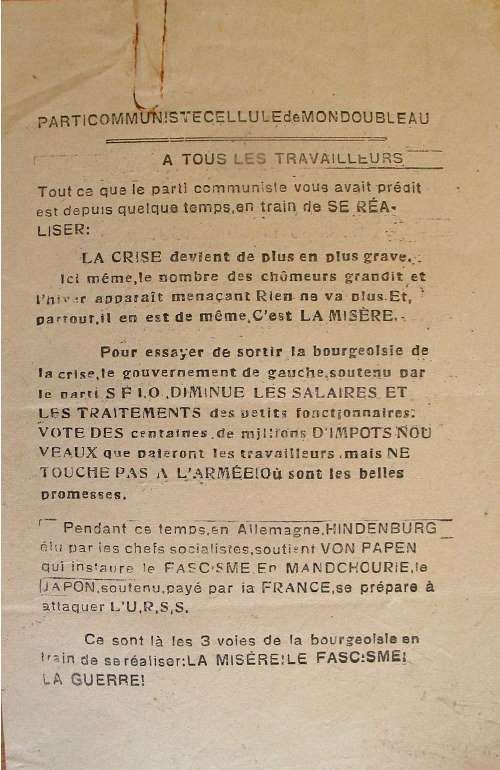 PARTICOMMUNISTECELLULEdeMONDOUBLEAU
A TOUS LES TRAVAILLEURS
Tout ce que le parti communiste vous avait prédit
est depuis quelque temps,en train de SE RÉA-
LISER:
LA CRISE devient de plus en plus grave..
Ici méme,le nombre des chômeurs grandit et
l'hiver apparaît menaçant Rien ne va plus.Et,
partout,il en est de méme,C'est LA MISÈRE.
Pour essayer de sortir la bourgeoisie de
la crise,le gouvernement de gauche,soutenu par
le parti S F I.O ,DIMINUE LES SALAIRES ET
LES TRAITEMENTS des petits fonctionnaires:
VOTE DES centaines,de millions D'IMPOTS NOU
VEAUX que paieront les travailleurs,mais NE
TOUCHE PAS A L'ARMÉE!Où sont les belles
promesses.
Pendant ce temps,en Allemagne,HINDENBURG
élu par les chefs socialistes,soutient VON PAPEN
qui instaure le FASCISME.En MANDCHOURIE,le
JAPON,soutenu,payé par la FRANCE,se prépare à
attaquer L'U.R.S.S.
Ce sont là les 3 voies de la bourgeoisie en
train de se réaliser:LA MISÈRE!LE FASCISME!
LA GUERRE!